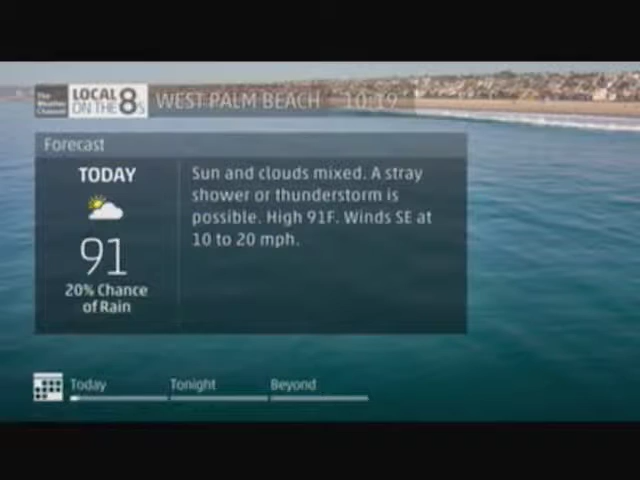 The
Weather
Channel
LOCAL
ON THE 8s
WEST PALM BEACH 10:19
Forecast
TODAY
91
20% Chance
of Rain
Sun and clouds mixed. A stray
shower or thunderstorm is
possible. High 91F. Winds SE at
10 to 20 mph.
Today Tonight Beyond